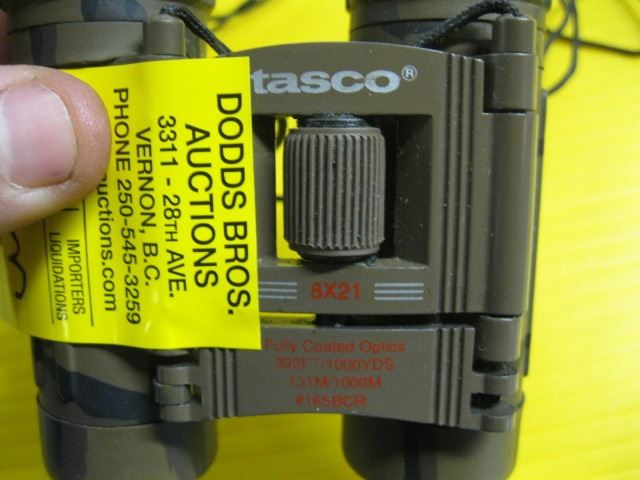 tasco®
8X21
Fully Coated Optics
392FT/1000YDS
131M/1000M
#165BCR
DODDS BROS.
AUCTIONS
3311 - 28TH AVE.
VERNON, B.C.
PHONE 250-545-3259
uctions.com
IMPORTERS
LIQUIDATIONS